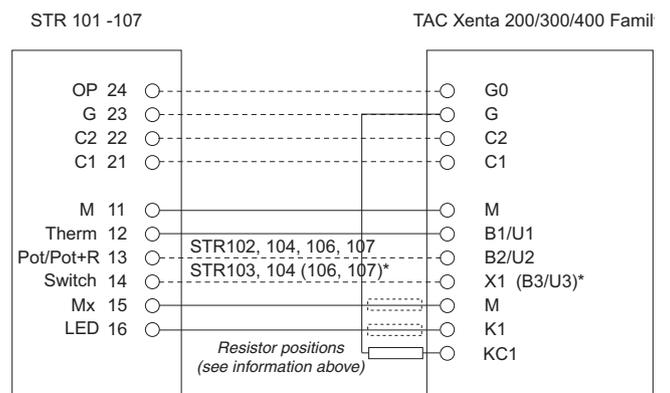 STR 101 -107 TAC Xenta 200/300/400 Famil
OP 24 G0
G 23 G
C2 22 C2
C1 21 C1
M 11 M
Therm 12 B1/U1
STR102, 104, 106, 107
Pot/Pot+R 13 B2/U2
STR103, 104 (106, 107)*
Switch 14 X1 (B3/U3)*
Mx 15 M
LED 16 K1
Resistor positions KC1
(see information above)